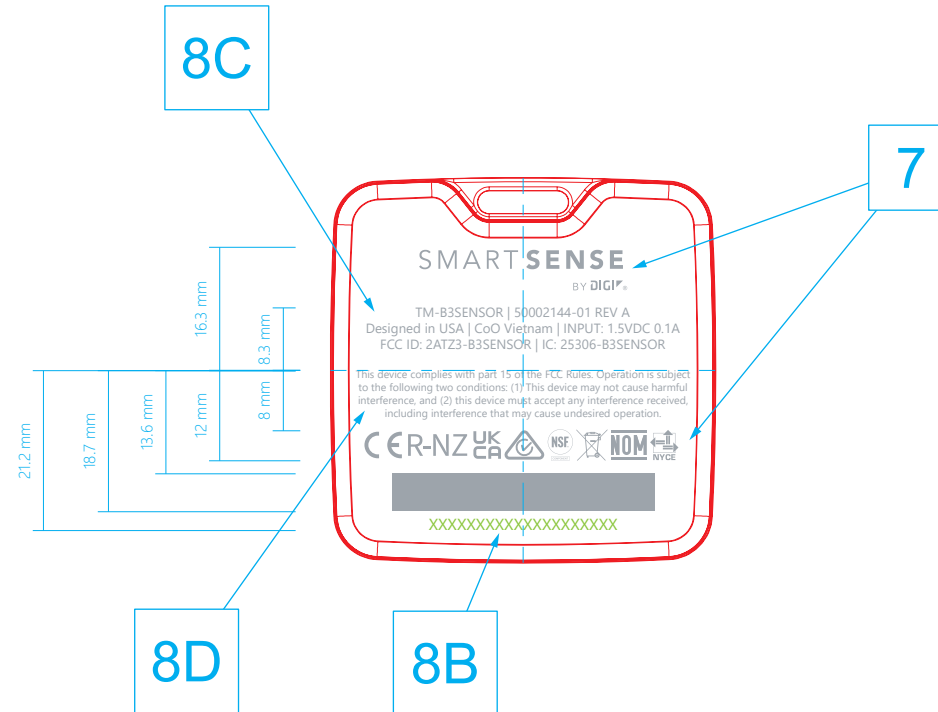 8C
7
SMARTSENSE
BY DIGI®
TM-B3SENSOR | 50002144-01 REV A
Designed in USA | CoO Vietnam | INPUT: 1.5VDC 0.1A
FCC ID: 2ATZ3-B3SENSOR | IC: 25306-B3SENSOR
This device complies with part 15 of the FCC Rules. Operation is subject
to the following two conditions: (1) This device may not cause harmful
interference, and (2) this device must accept any interference received,
including interference that may cause undesired operation.
CE R-NZ UK CA NSF NOM NYCE
XXXXXXXXXXXXXXXXXXXX
16.3 mm
8.3 mm
8 mm
12 mm
13.6 mm
18.7 mm
21.2 mm
8D
8B